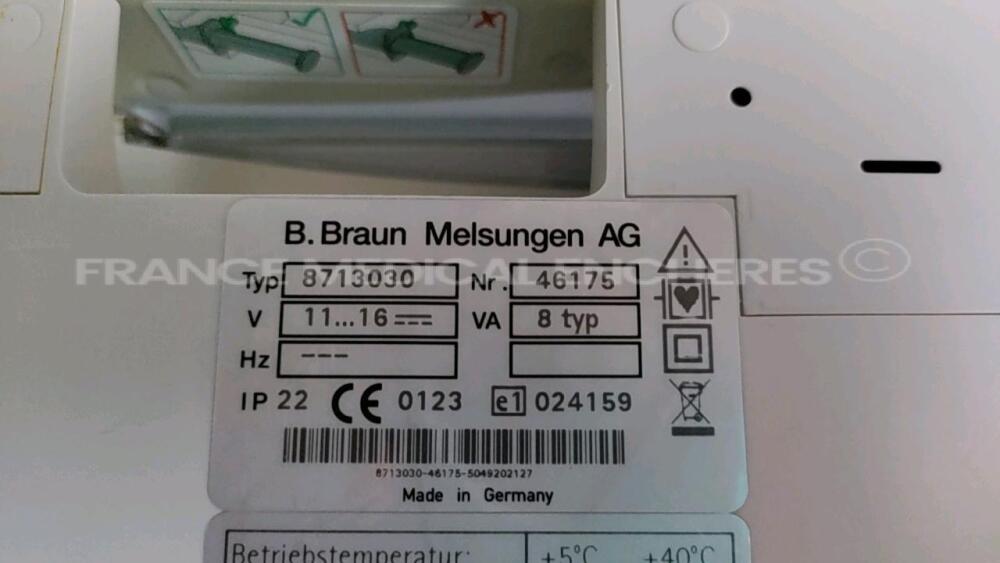 B. Braun Melsungen AG
FRANCE MEDICAL ENCHERES ©
Typ 8713030 Nr. 46175
V 11...16 VA 8 typ
Hz ---
IP 22 CE 0123 e1 024159
8713030-46175-5049202127
Made in Germany
Betriebstemperatur: +5°C +40°C